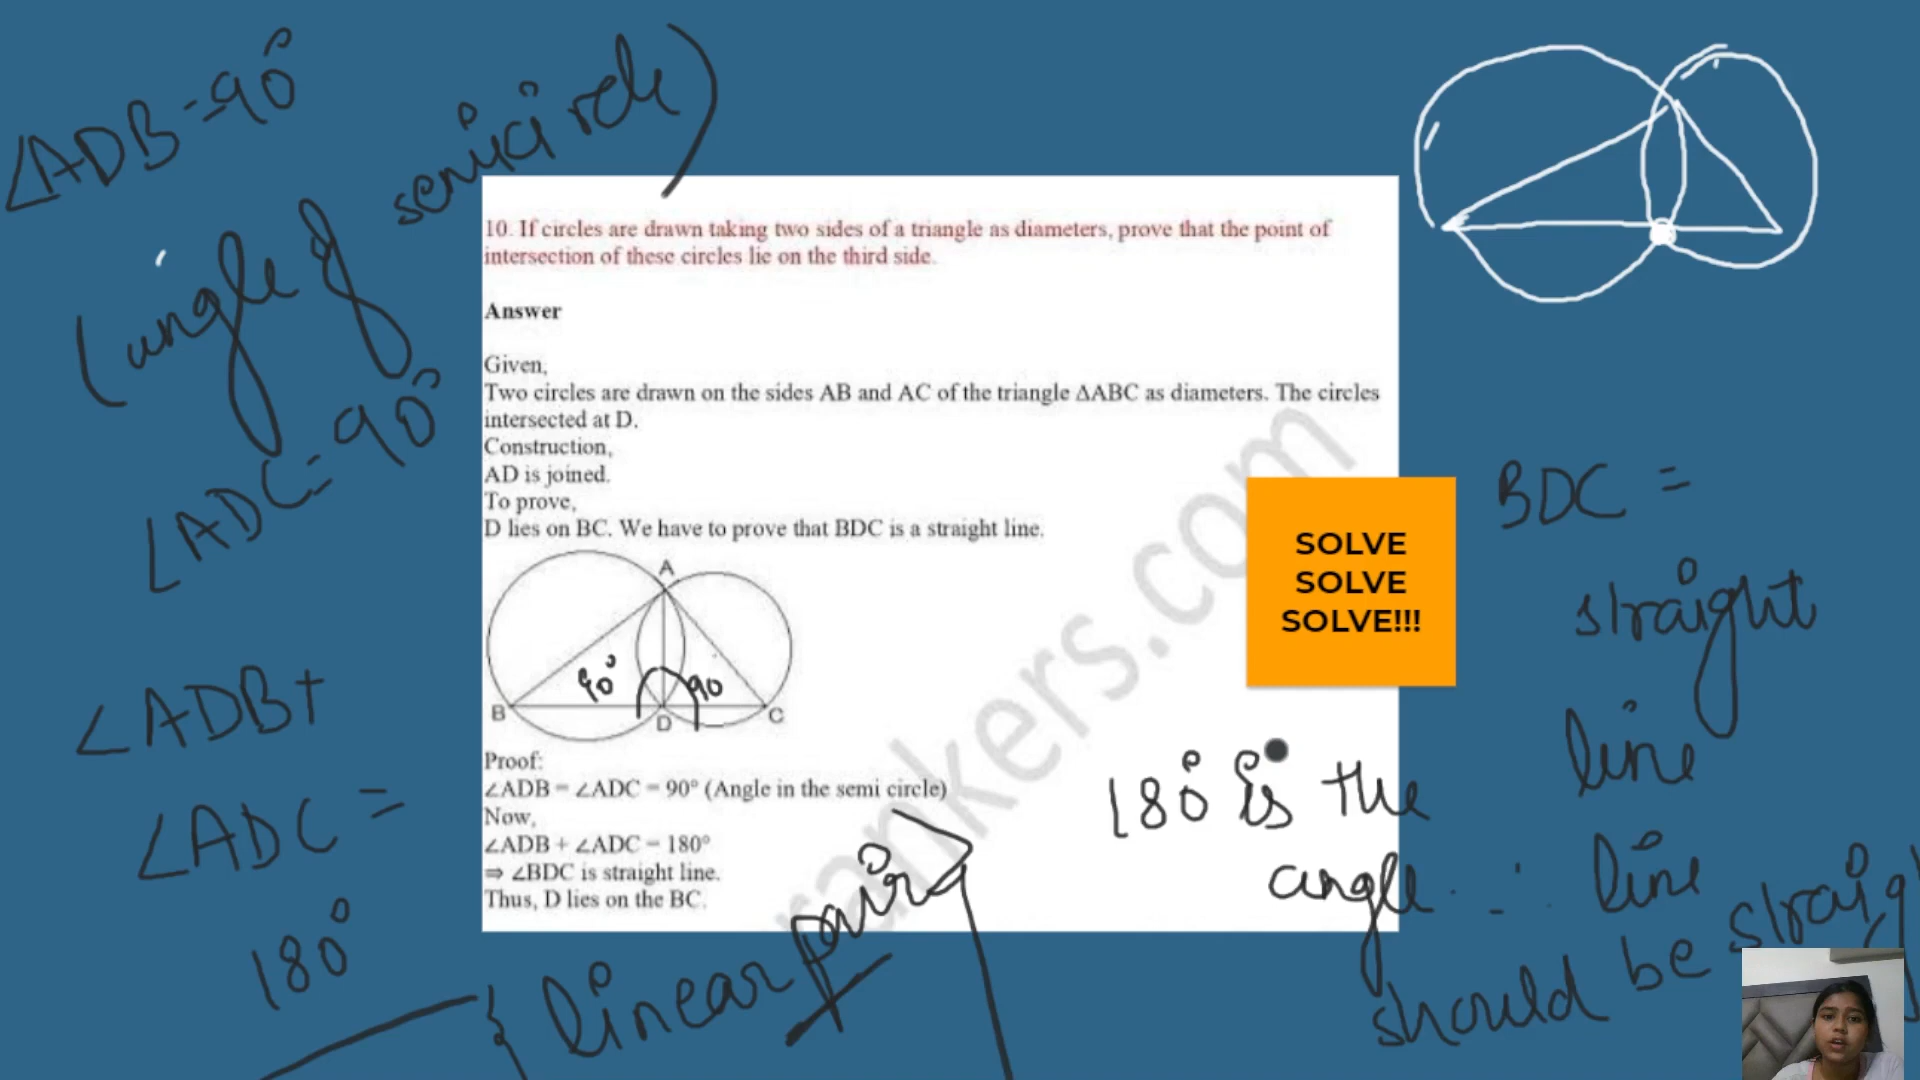 ∠ADB = 90°
(angle of semicircle)
∠ADC = 90°
∠ADB +
∠ADC =
180°
10. If circles are drawn taking two sides of a triangle as diameters, prove that the point of
intersection of these circles lie on the third side.
Answer
Given,
Two circles are drawn on the sides AB and AC of the triangle ΔABC as diameters. The circles
intersected at D.
Construction,
AD is joined.
To prove,
D lies on BC. We have to prove that BDC is a straight line.
A
90°
90
B
D
C
Proof:
∠ADB = ∠ADC = 90° (Angle in the semi circle)
Now,
∠ADB + ∠ADC = 180°
⇒ ∠BDC is straight line.
Thus, D lies on the BC.
rankers.com
{ linear pair }
SOLVE
SOLVE
SOLVE!!!
BDC =
straight
line
180° is the
angle ∴ line
should be straig